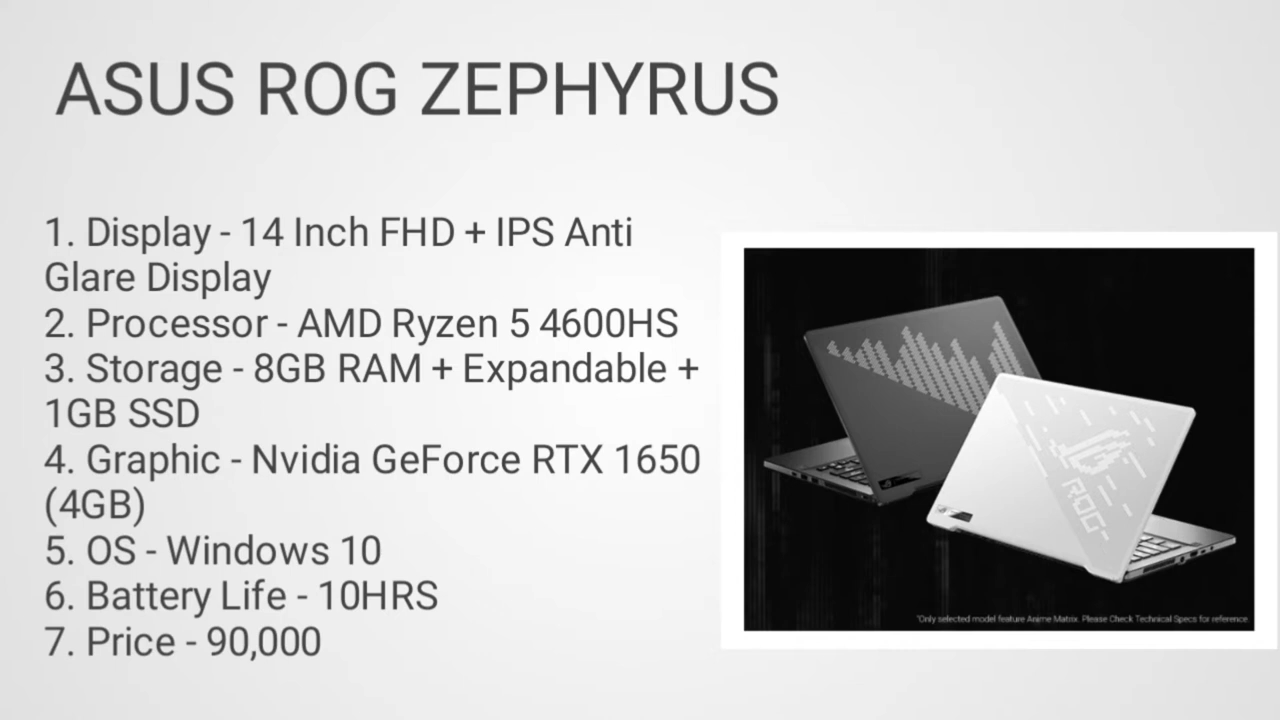 ASUS ROG ZEPHYRUS
1. Display - 14 Inch FHD + IPS Anti
Glare Display
2. Processor - AMD Ryzen 5 4600HS
3. Storage - 8GB RAM + Expandable +
1GB SSD
4. Graphic - Nvidia GeForce RTX 1650
(4GB)
5. OS - Windows 10
6. Battery Life - 10HRS
7. Price - 90,000
ROG
*Only selected model feature Anime Matrix. Please Check Technical Specs for reference.